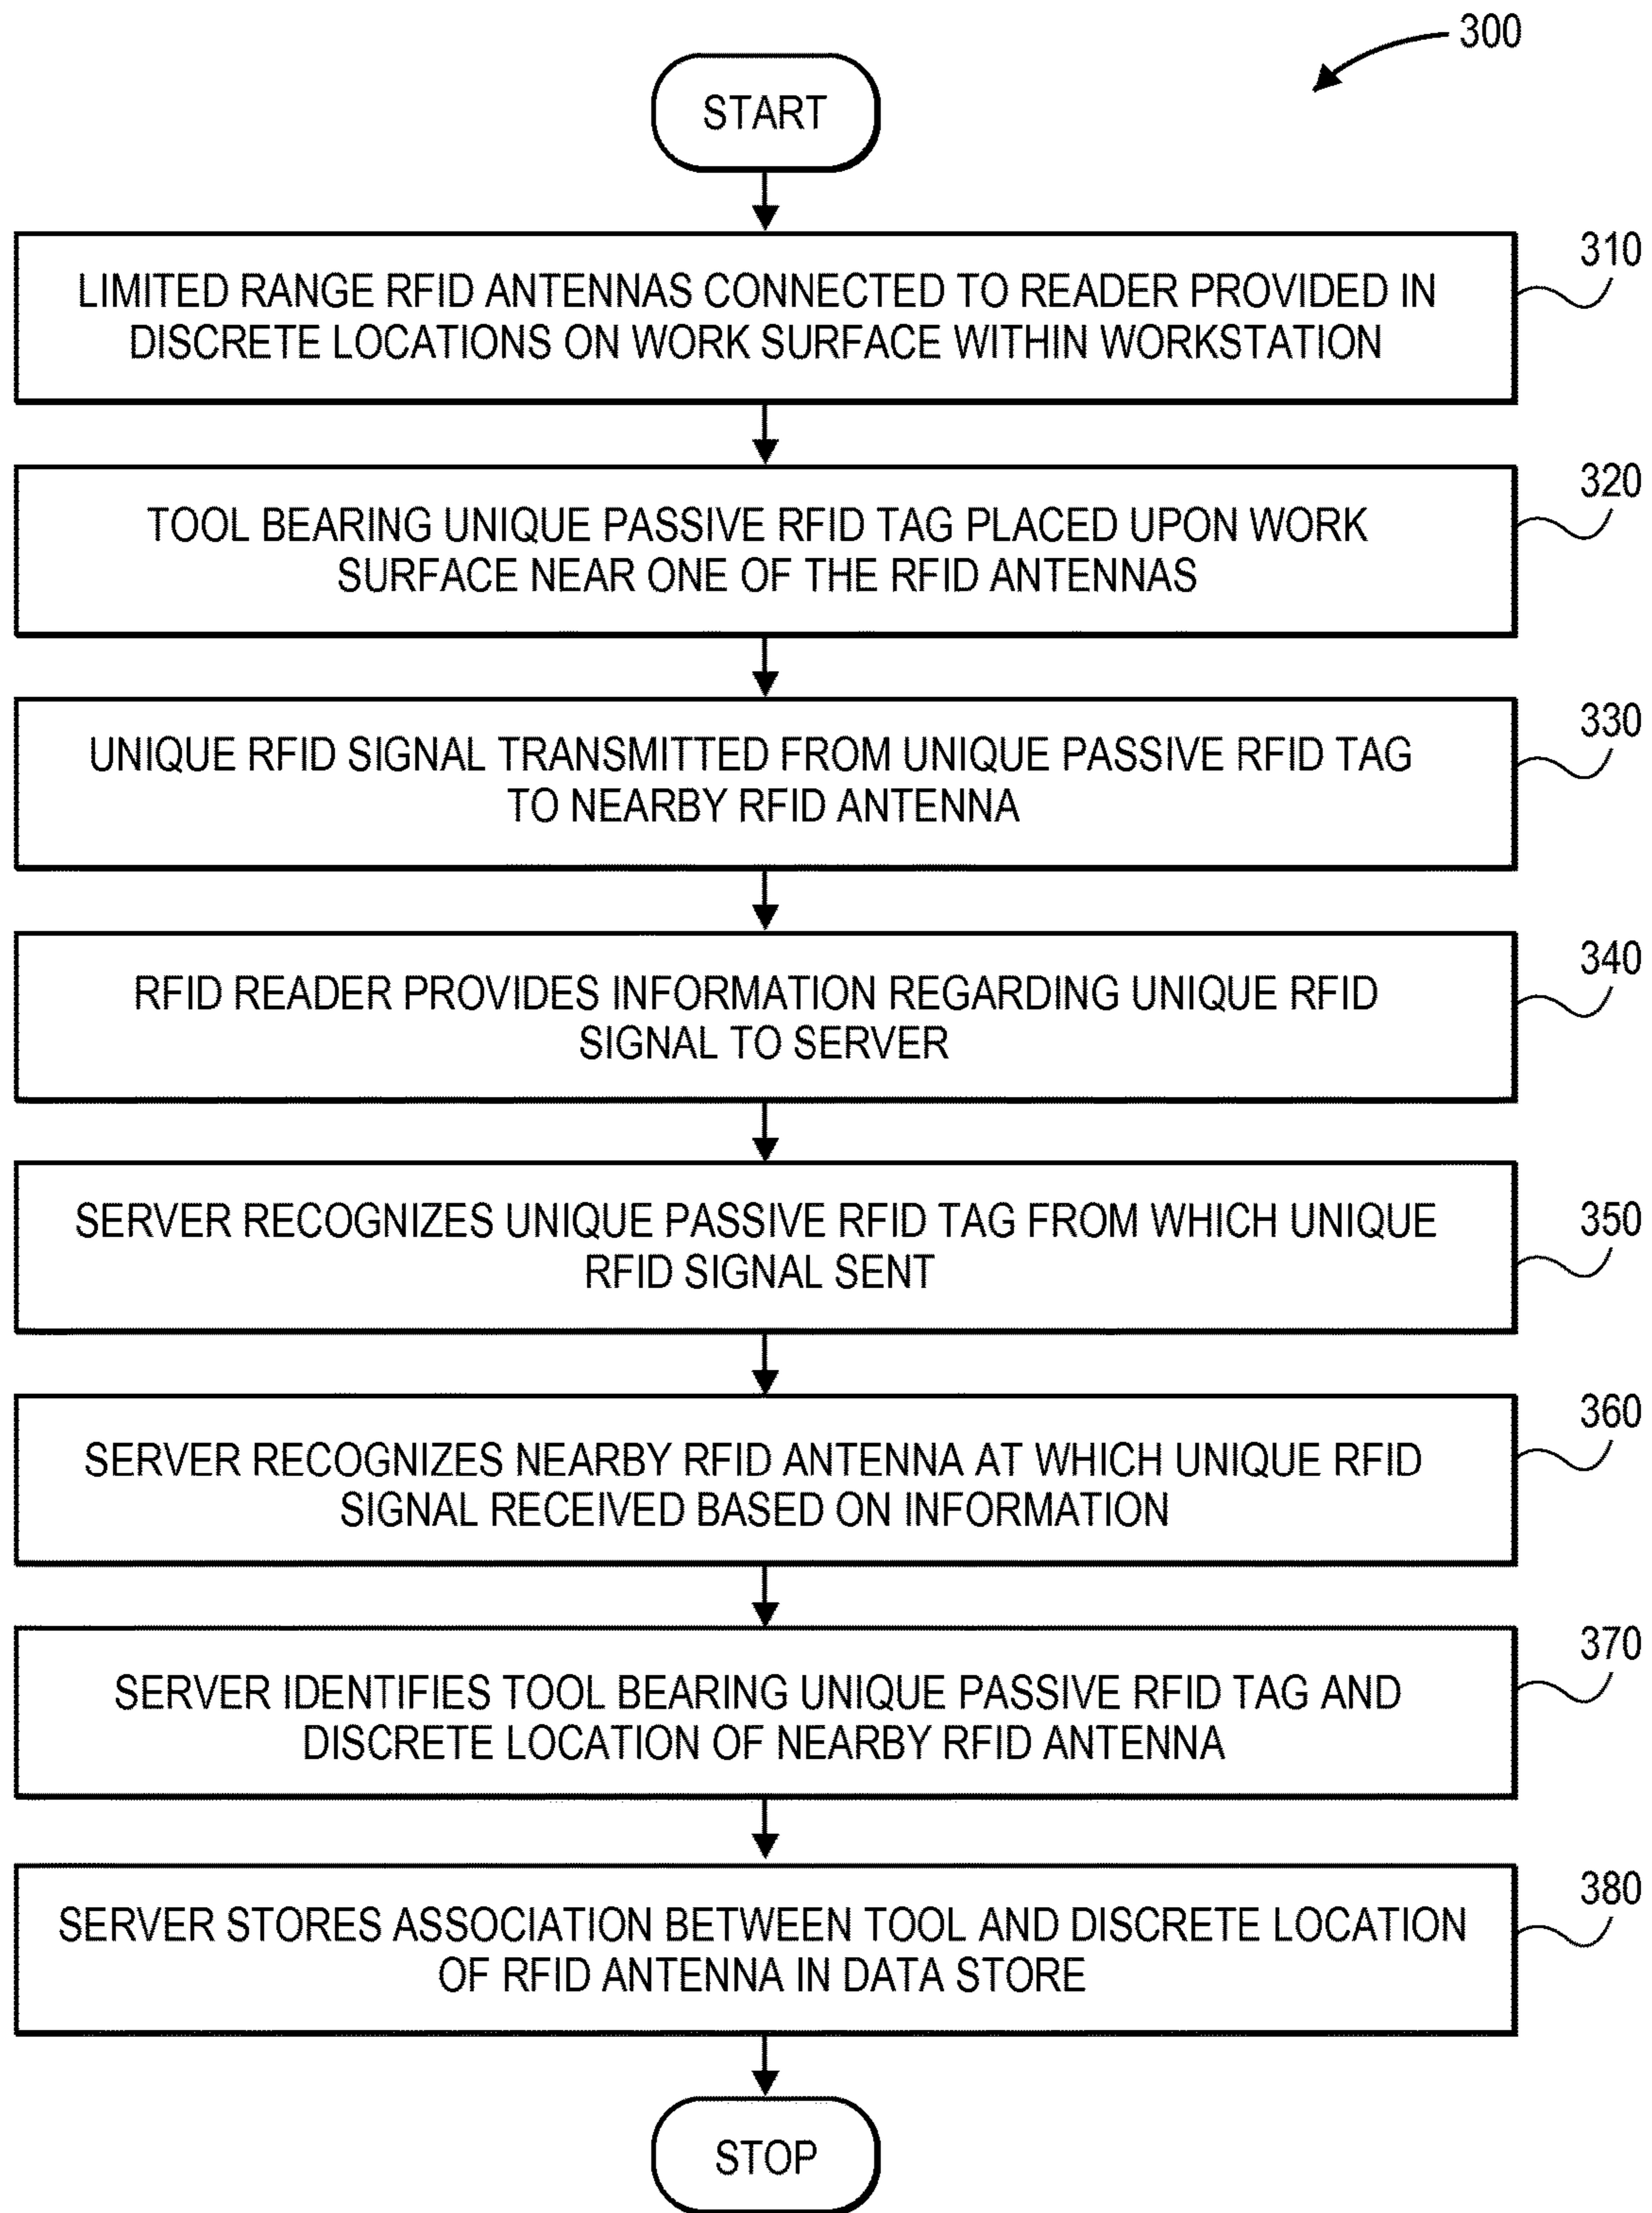 300
START
310
LIMITED RANGE RFID ANTENNAS CONNECTED TO READER PROVIDED IN
DISCRETE LOCATIONS ON WORK SURFACE WITHIN WORKSTATION
320
TOOL BEARING UNIQUE PASSIVE RFID TAG PLACED UPON WORK
SURFACE NEAR ONE OF THE RFID ANTENNAS
330
UNIQUE RFID SIGNAL TRANSMITTED FROM UNIQUE PASSIVE RFID TAG
TO NEARBY RFID ANTENNA
340
RFID READER PROVIDES INFORMATION REGARDING UNIQUE RFID
SIGNAL TO SERVER
350
SERVER RECOGNIZES UNIQUE PASSIVE RFID TAG FROM WHICH UNIQUE
RFID SIGNAL SENT
360
SERVER RECOGNIZES NEARBY RFID ANTENNA AT WHICH UNIQUE RFID
SIGNAL RECEIVED BASED ON INFORMATION
370
SERVER IDENTIFIES TOOL BEARING UNIQUE PASSIVE RFID TAG AND
DISCRETE LOCATION OF NEARBY RFID ANTENNA
380
SERVER STORES ASSOCIATION BETWEEN TOOL AND DISCRETE LOCATION
OF RFID ANTENNA IN DATA STORE
STOP